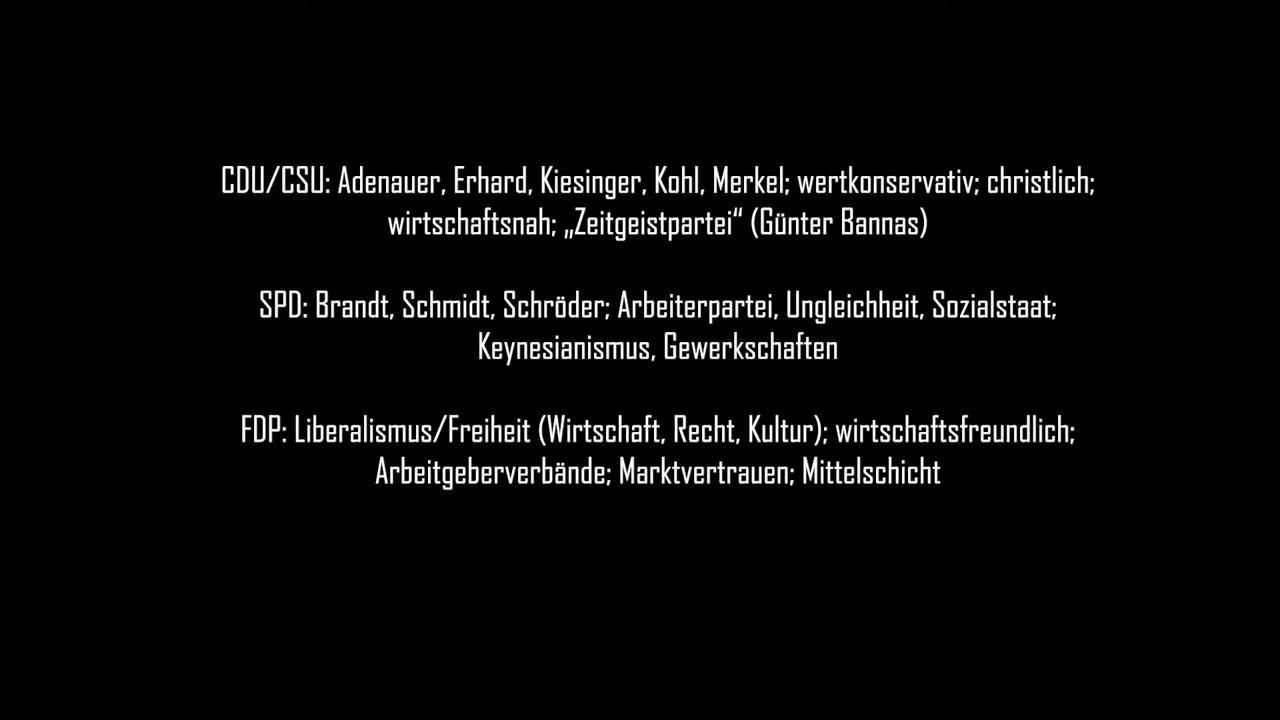 CDU/CSU: Adenauer, Erhard, Kiesinger, Kohl, Merkel; wertkonservativ; christlich;
wirtschaftsnah; „Zeitgeistpartei“ (Günter Bannas)
SPD: Brandt, Schmidt, Schröder; Arbeiterpartei, Ungleichheit, Sozialstaat;
Keynesianismus, Gewerkschaften
FDP: Liberalismus/Freiheit (Wirtschaft, Recht, Kultur); wirtschaftsfreundlich;
Arbeitgeberverbände; Marktvertrauen; Mittelschicht